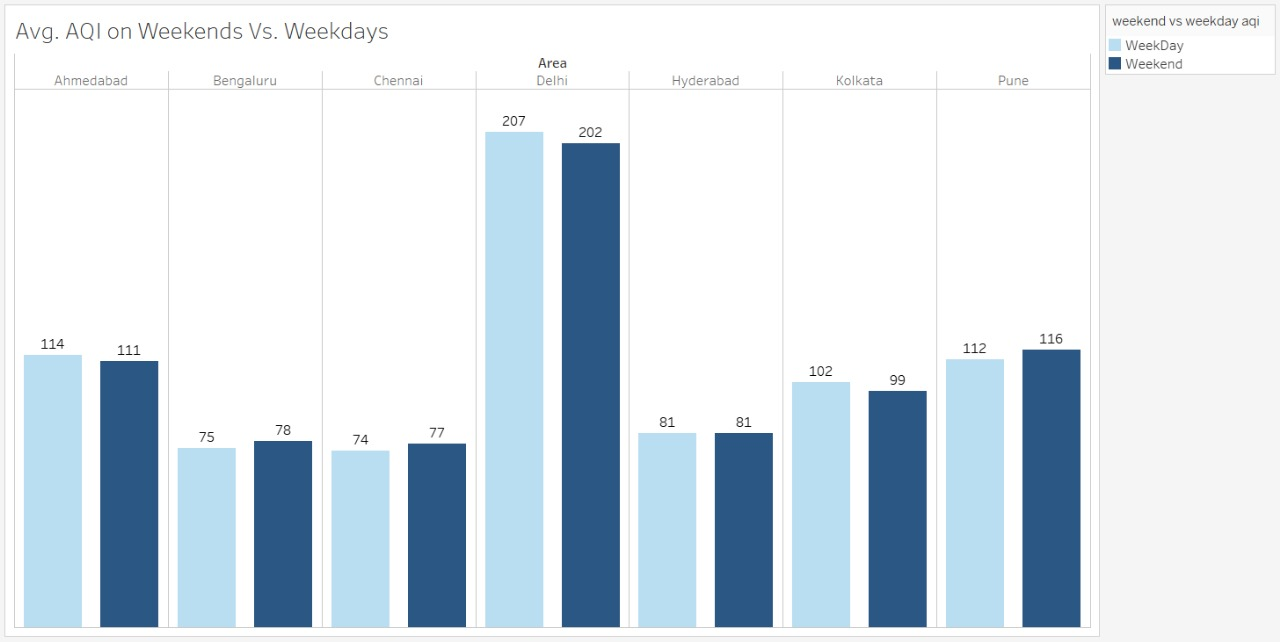 Avg. AQI on Weekends Vs. Weekdays
weekend vs weekday aqi
WeekDay
Weekend
Area
Ahmedabad Bengaluru Chennai Delhi Hyderabad Kolkata Pune
207
202
114
111
75
78
74
77
81
81
102
99
112
116